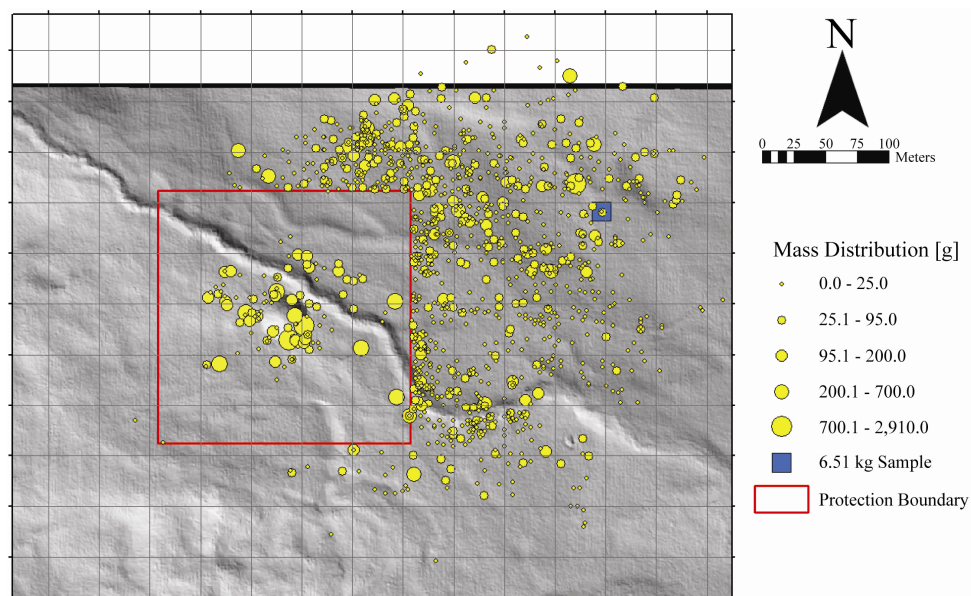 N
0 25 50 75 100
Meters
Mass Distribution [g]
0.0 - 25.0
25.1 - 95.0
95.1 - 200.0
200.1 - 700.0
700.1 - 2,910.0
6.51 kg Sample
Protection Boundary